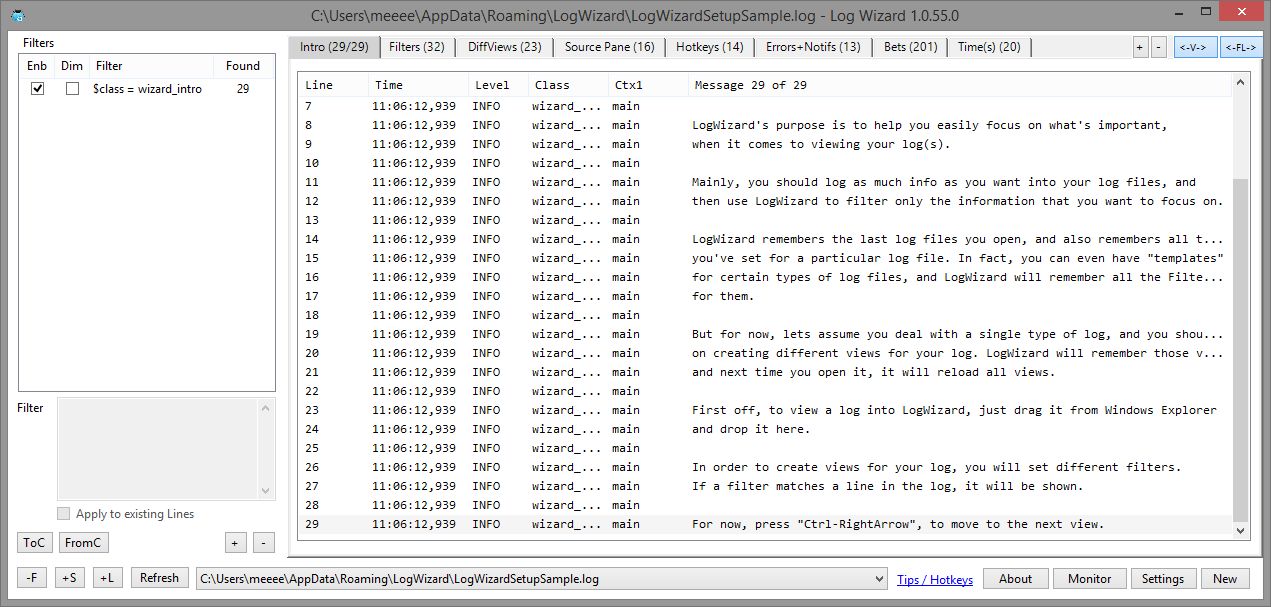 C:\Users\meeee\AppData\Roaming\LogWizard\LogWizardSetupSample.log - Log Wizard 1.0.55.0
Filters
Enb Dim Filter Found
$class = wizard_intro 29
Filter
Apply to existing Lines
ToC FromC + -
Intro (29/29) Filters (32) DiffViews (23) Source Pane (16) Hotkeys (14) Errors+Notifs (13) Bets (201) Time(s) (20) + - <-V-> <-FL->
Line Time Level Class Ctx1 Message 29 of 29
7 11:06:12,939 INFO wizard_... main
8 11:06:12,939 INFO wizard_... main LogWizard's purpose is to help you easily focus on what's important,
9 11:06:12,939 INFO wizard_... main when it comes to viewing your log(s).
10 11:06:12,939 INFO wizard_... main
11 11:06:12,939 INFO wizard_... main Mainly, you should log as much info as you want into your log files, and
12 11:06:12,939 INFO wizard_... main then use LogWizard to filter only the information that you want to focus on.
13 11:06:12,939 INFO wizard_... main
14 11:06:12,939 INFO wizard_... main LogWizard remembers the last log files you open, and also remembers all t...
15 11:06:12,939 INFO wizard_... main you've set for a particular log file. In fact, you can even have "templates"
16 11:06:12,939 INFO wizard_... main for certain types of log files, and LogWizard will remember all the Filte...
17 11:06:12,939 INFO wizard_... main for them.
18 11:06:12,939 INFO wizard_... main
19 11:06:12,939 INFO wizard_... main But for now, lets assume you deal with a single type of log, and you shou...
20 11:06:12,939 INFO wizard_... main on creating different views for your log. LogWizard will remember those v...
21 11:06:12,939 INFO wizard_... main and next time you open it, it will reload all views.
22 11:06:12,939 INFO wizard_... main
23 11:06:12,939 INFO wizard_... main First off, to view a log into LogWizard, just drag it from Windows Explorer
24 11:06:12,939 INFO wizard_... main and drop it here.
25 11:06:12,939 INFO wizard_... main
26 11:06:12,939 INFO wizard_... main In order to create views for your log, you will set different filters.
27 11:06:12,939 INFO wizard_... main If a filter matches a line in the log, it will be shown.
28 11:06:12,939 INFO wizard_... main
29 11:06:12,939 INFO wizard_... main For now, press "Ctrl-RightArrow", to move to the next view.
-F +S +L Refresh C:\Users\meeee\AppData\Roaming\LogWizard\LogWizardSetupSample.log Tips / Hotkeys About Monitor Settings New